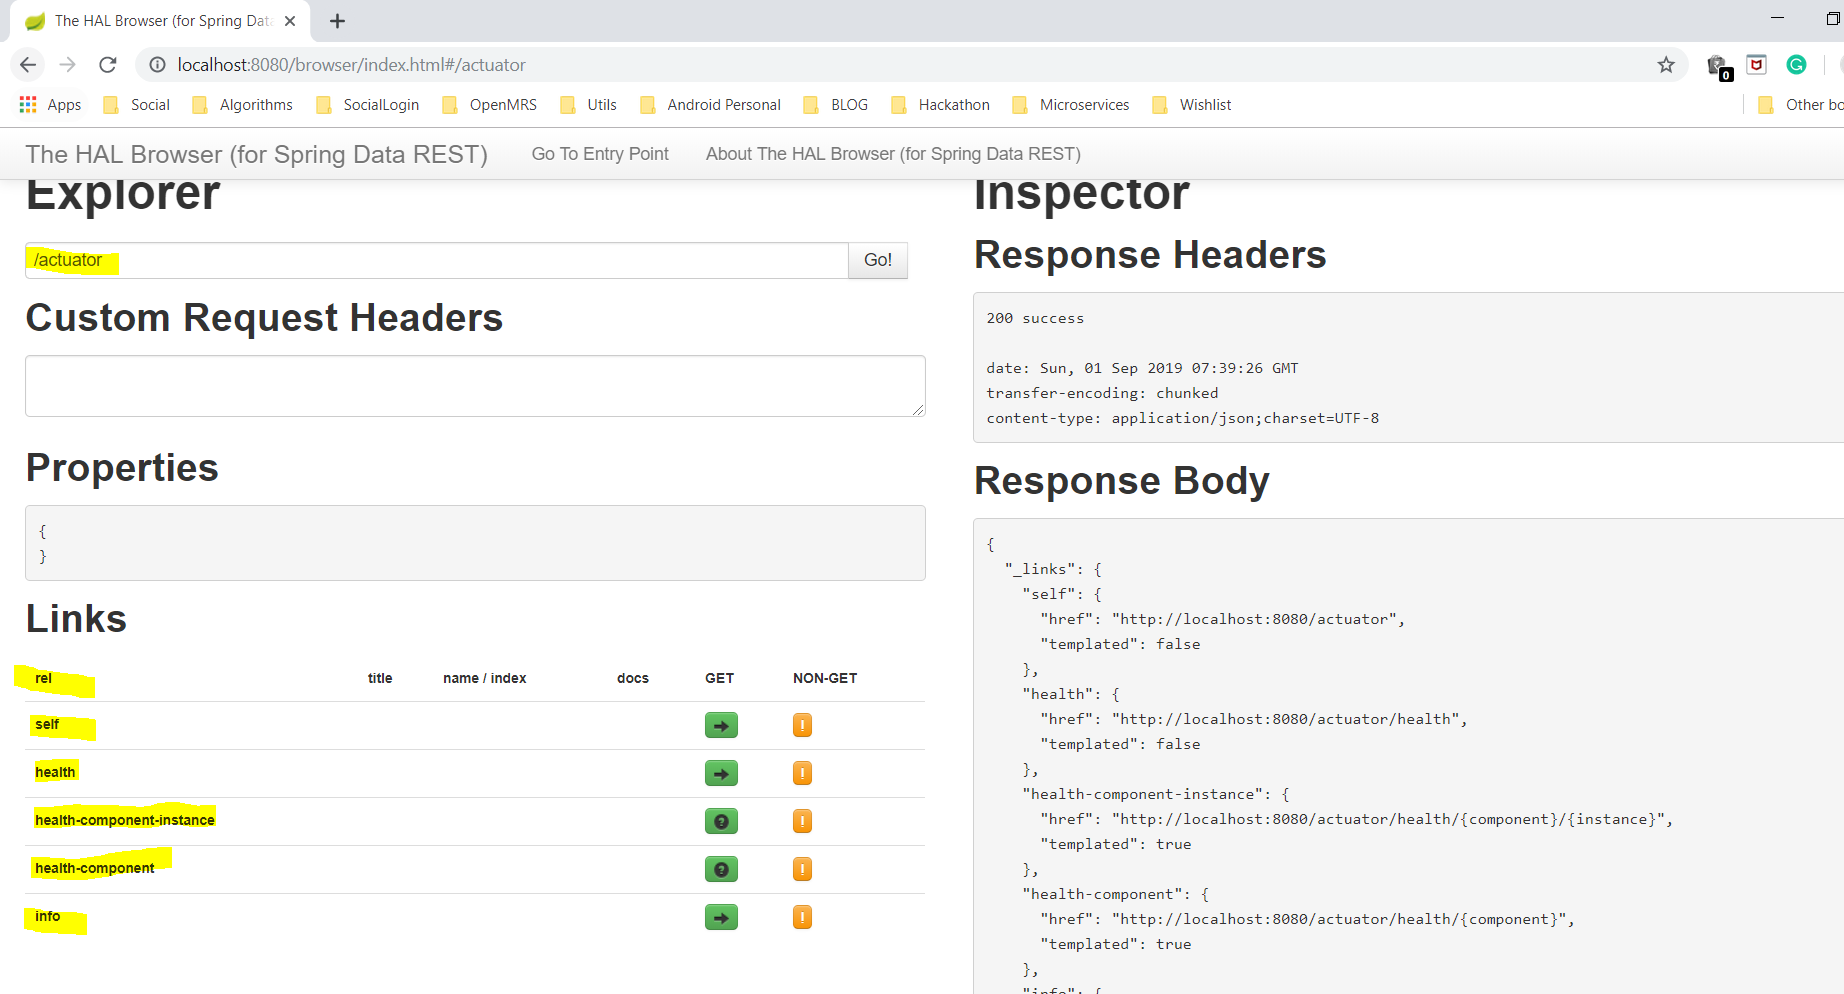 The HAL Browser (for Spring Data
localhost:8080/browser/index.html#/actuator
0
G
Apps Social Algorithms SocialLogin OpenMRS Utils Android Personal BLOG Hackathon Microservices Wishlist Other bo
The HAL Browser (for Spring Data REST) Go To Entry Point About The HAL Browser (for Spring Data REST)
Explorer
/actuator Go!
Custom Request Headers
Properties
{
}
Links
rel title name / index docs GET NON-GET
self !
health !
health-component-instance ? !
health-component ? !
info !
Inspector
Response Headers
200 success
date: Sun, 01 Sep 2019 07:39:26 GMT
transfer-encoding: chunked
content-type: application/json;charset=UTF-8
Response Body
{
"_links": {
"self": {
"href": "http://localhost:8080/actuator",
"templated": false
},
"health": {
"href": "http://localhost:8080/actuator/health",
"templated": false
},
"health-component-instance": {
"href": "http://localhost:8080/actuator/health/{component}/{instance}",
"templated": true
},
"health-component": {
"href": "http://localhost:8080/actuator/health/{component}",
"templated": true
},
"info": {